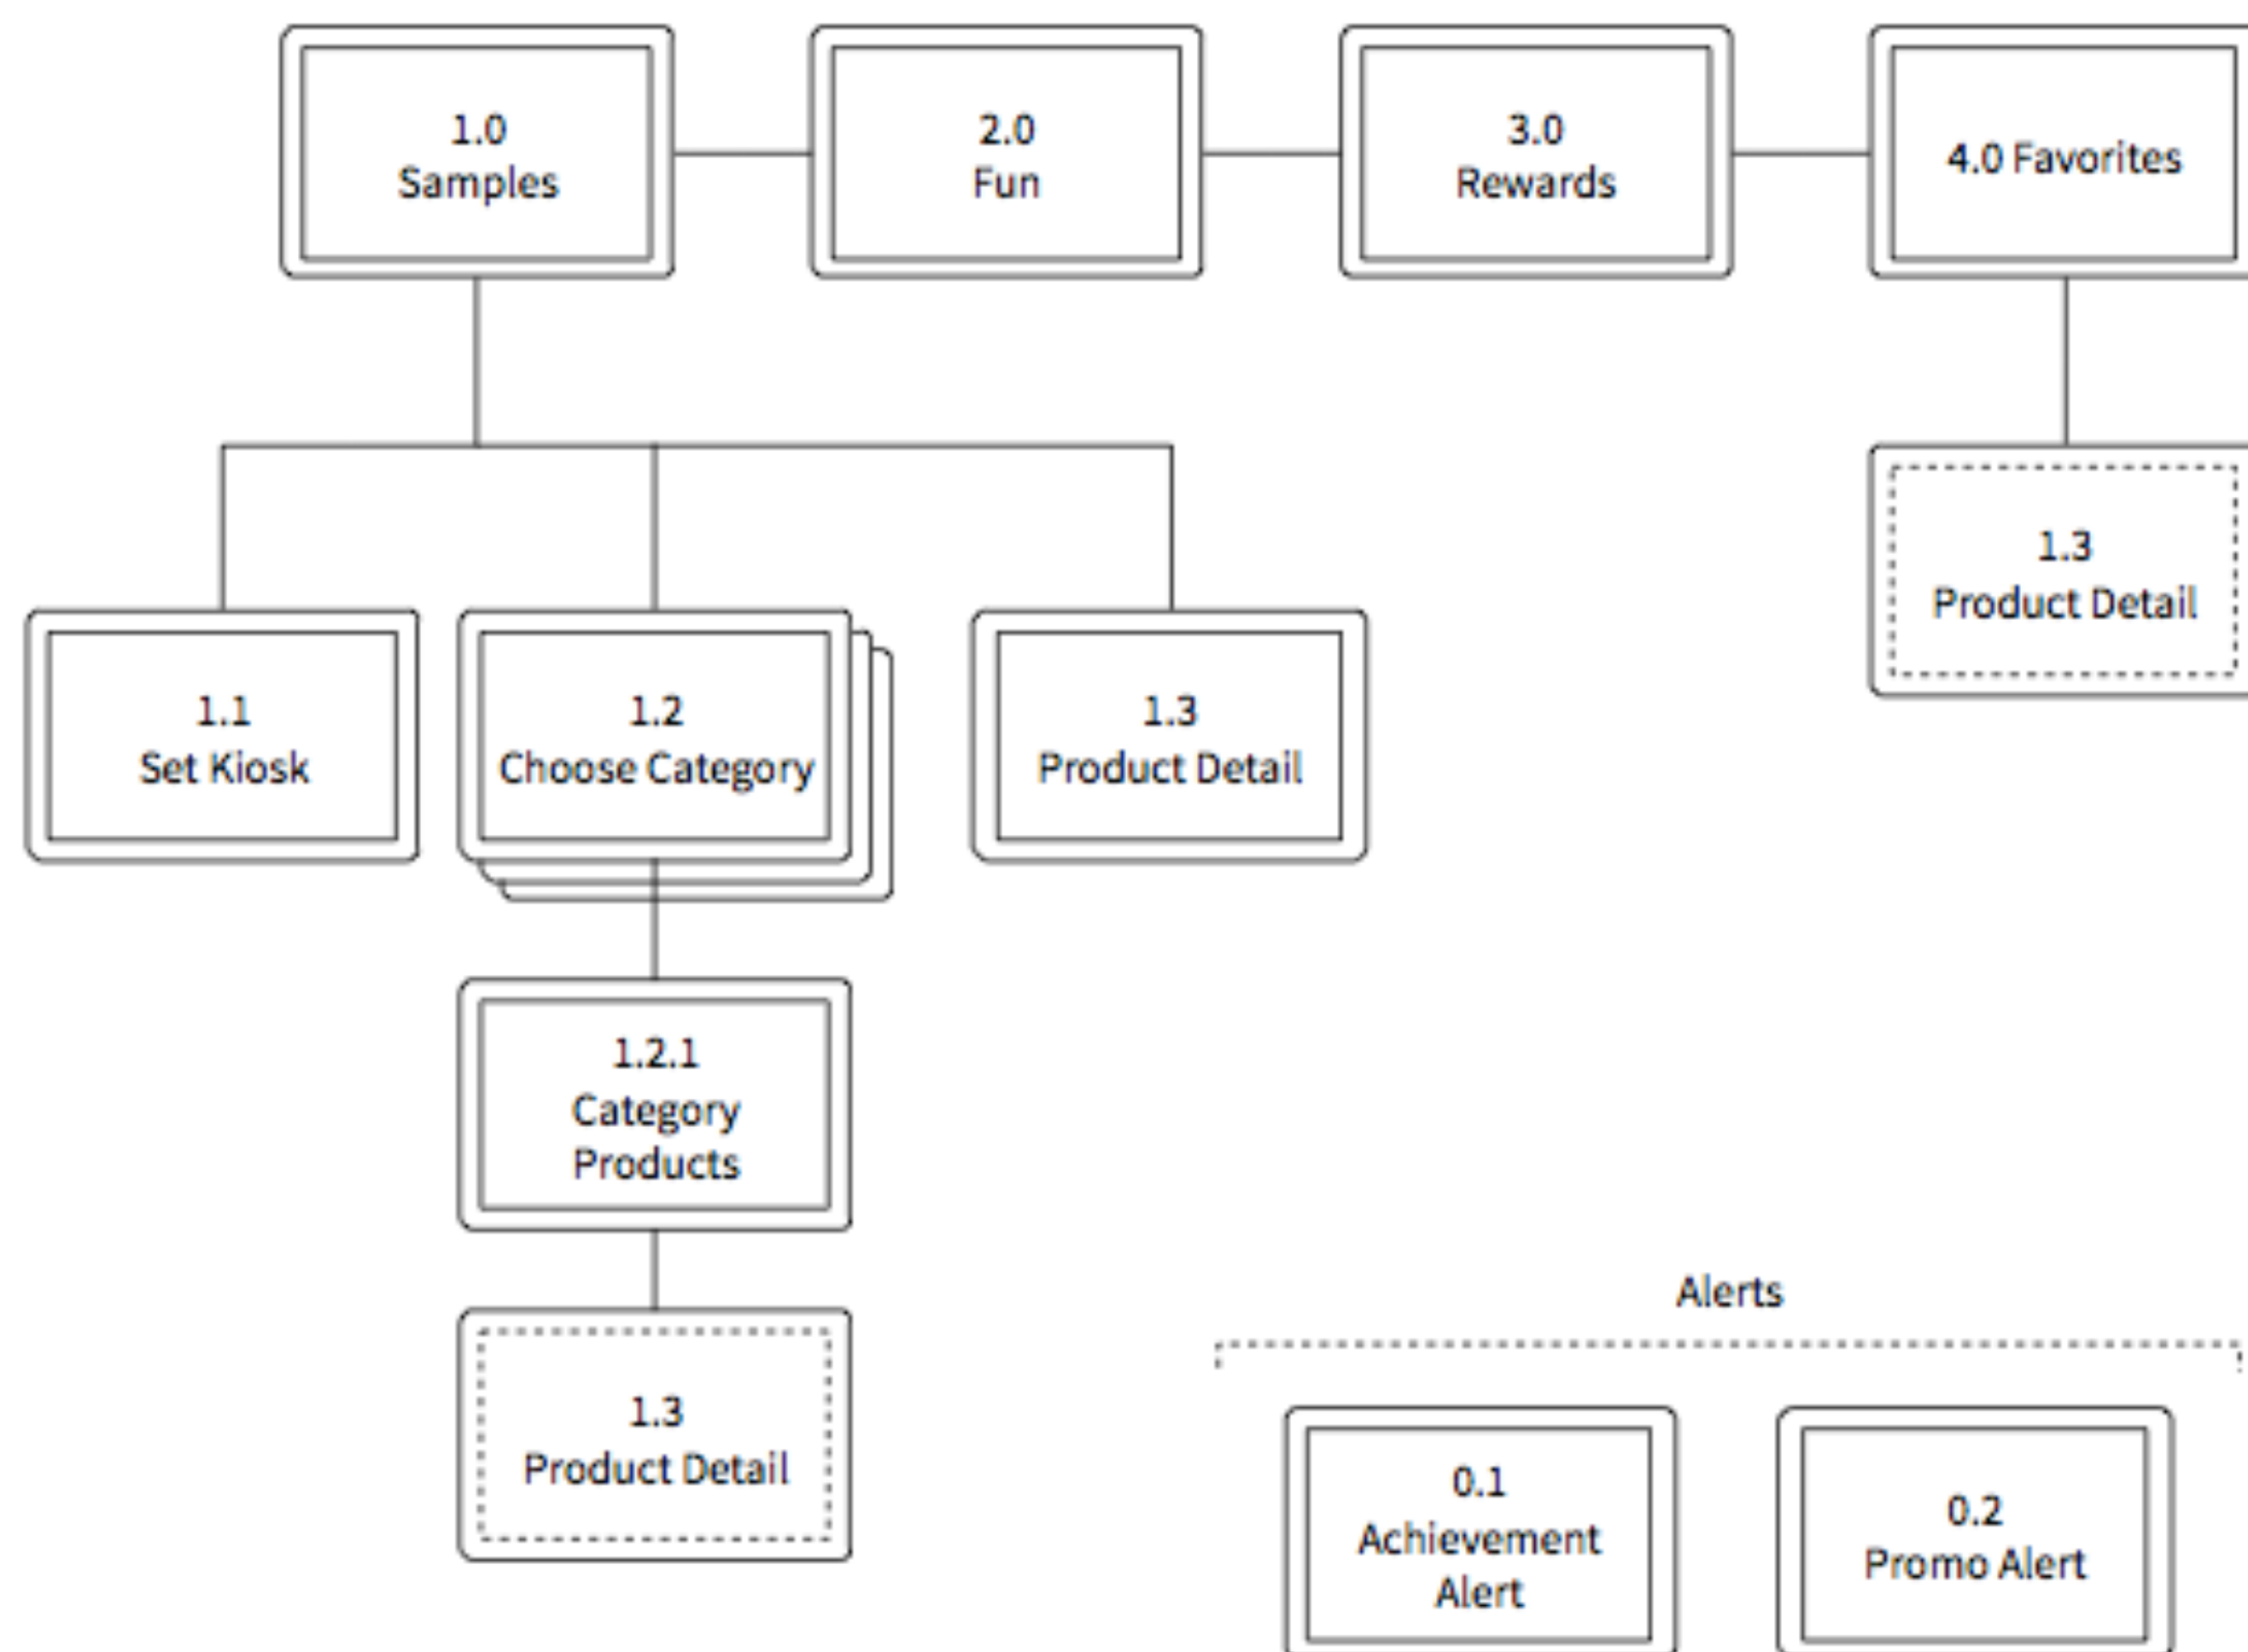 1.0
Samples
2.0
Fun
3.0
Rewards
4.0 Favorites
1.3
Product Detail
1.1
Set Kiosk
1.2
Choose Category
1.3
Product Detail
1.2.1
Category
Products
1.3
Product Detail
Alerts
0.1
Achievement
Alert
0.2
Promo Alert